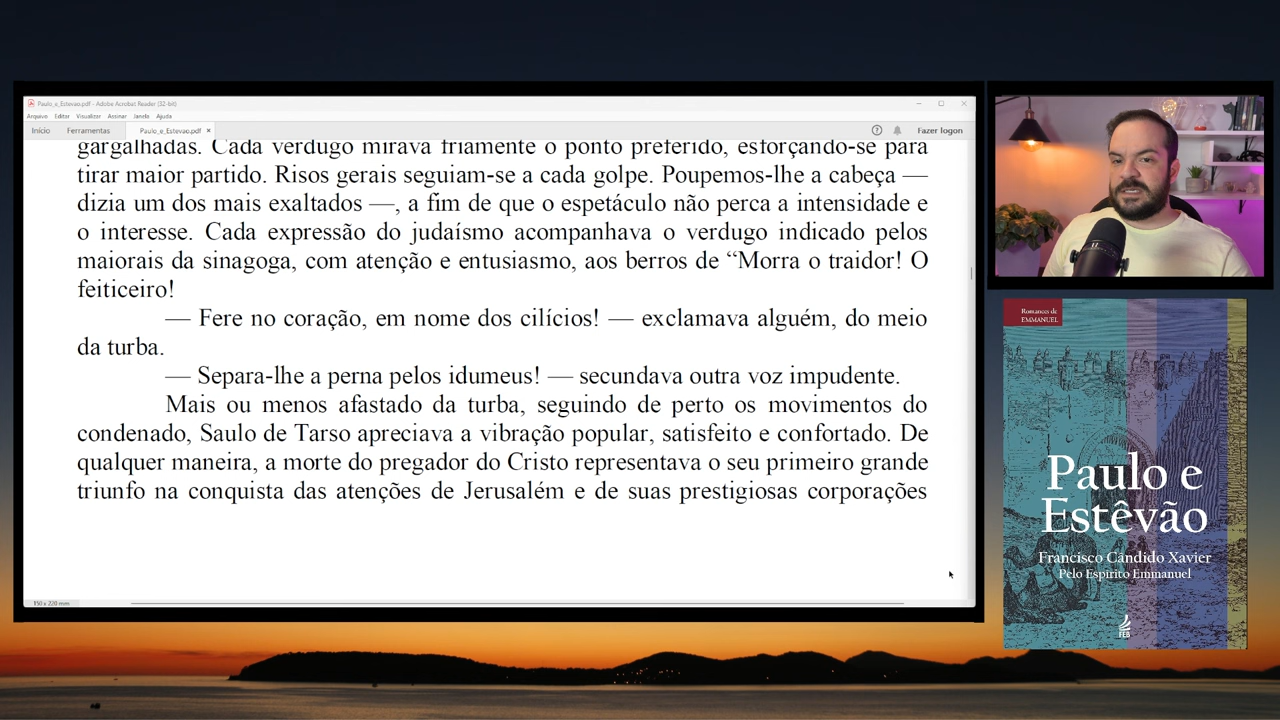 Paulo_e_Estevao.pdf - Adobe Acrobat Reader (32-bit)
Arquivo Editar Visualizar Assinar Janela Ajuda
Início Ferramentas Paulo_e_Estevao.pdf × Fazer logon
gargalhadas. Cada verdugo mirava friamente o ponto preferido, esforçando-se para
tirar maior partido. Risos gerais seguiam-se a cada golpe. Poupemos-lhe a cabeça —
dizia um dos mais exaltados —, a fim de que o espetáculo não perca a intensidade e
o interesse. Cada expressão do judaísmo acompanhava o verdugo indicado pelos
maiorais da sinagoga, com atenção e entusiasmo, aos berros de “Morra o traidor! O
feiticeiro!
— Fere no coração, em nome dos cilícios! — exclamava alguém, do meio
da turba.
— Separa-lhe a perna pelos idumeus! — secundava outra voz impudente.
Mais ou menos afastado da turba, seguindo de perto os movimentos do
condenado, Saulo de Tarso apreciava a vibração popular, satisfeito e confortado. De
qualquer maneira, a morte do pregador do Cristo representava o seu primeiro grande
triunfo na conquista das atenções de Jerusalém e de suas prestigiosas corporações
150 x 220 mm
Romances de
EMMANUEL
Paulo e
Estêvão
Francisco Cândido Xavier
Pelo Espírito Emmanuel
FEB